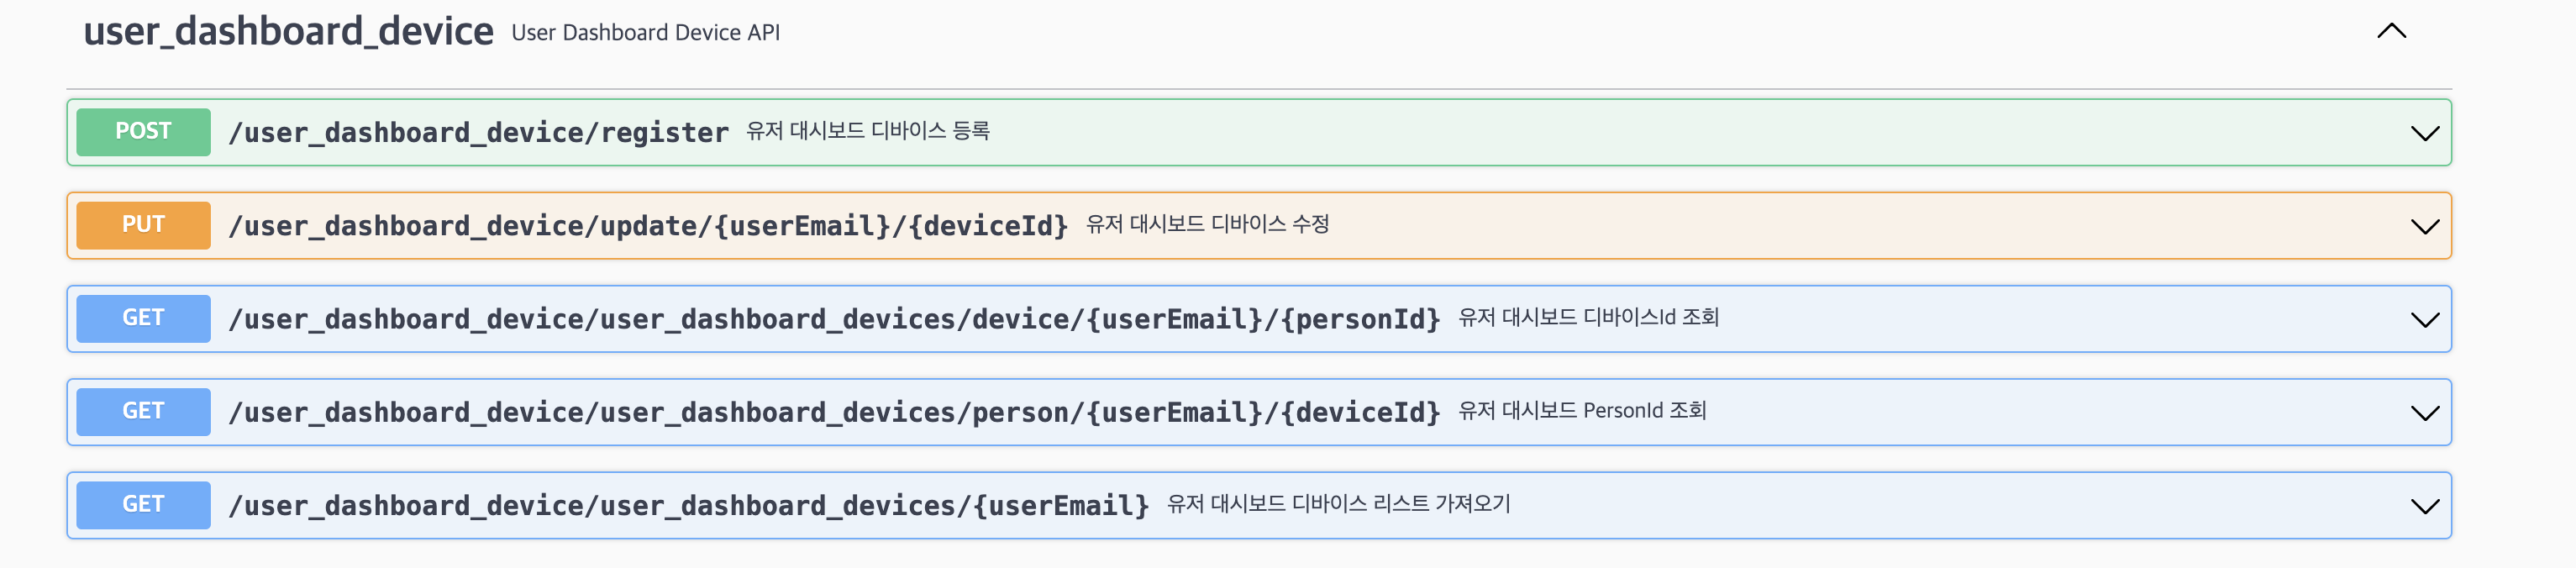 user_dashboard_device User Dashboard Device API
POST /user_dashboard_device/register 유저 대시보드 디바이스 등록
PUT /user_dashboard_device/update/{userEmail}/{deviceId} 유저 대시보드 디바이스 수정
GET /user_dashboard_device/user_dashboard_devices/device/{userEmail}/{personId} 유저 대시보드 디바이스Id 조회
GET /user_dashboard_device/user_dashboard_devices/person/{userEmail}/{deviceId} 유저 대시보드 PersonId 조회
GET /user_dashboard_device/user_dashboard_devices/{userEmail} 유저 대시보드 디바이스 리스트 가져오기